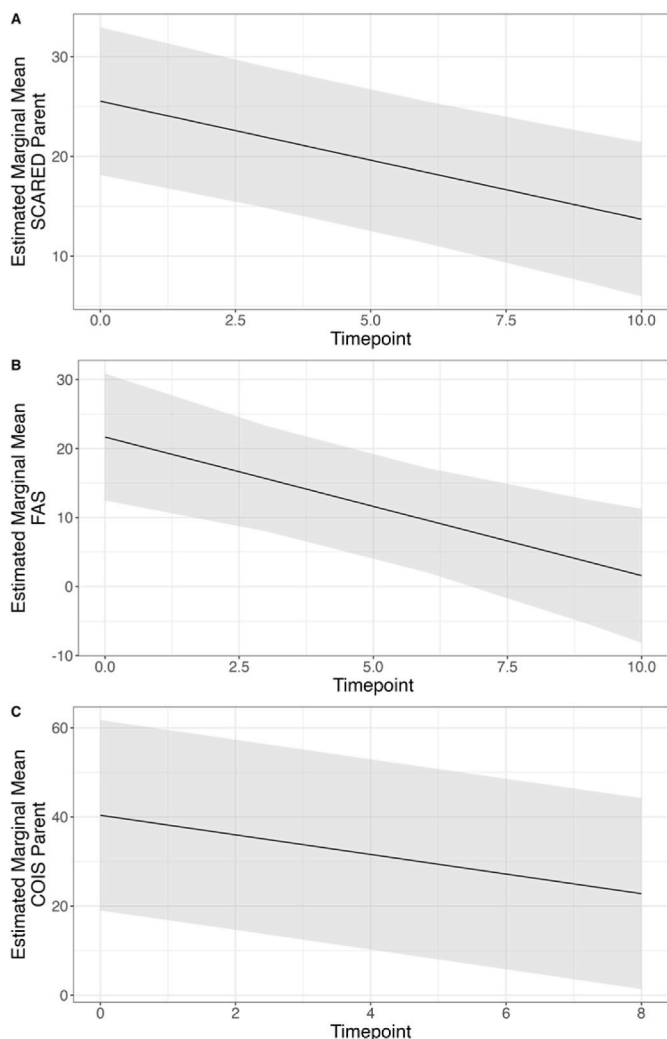 A
Estimated Marginal Mean
SCARED Parent
30
20
10
0.0 2.5 5.0 7.5 10.0
Timepoint
B
Estimated Marginal Mean
FAS
30
20
10
0
-10
0.0 2.5 5.0 7.5 10.0
Timepoint
C
Estimated Marginal Mean
COIS Parent
60
40
20
0
0 2 4 6 8
Timepoint